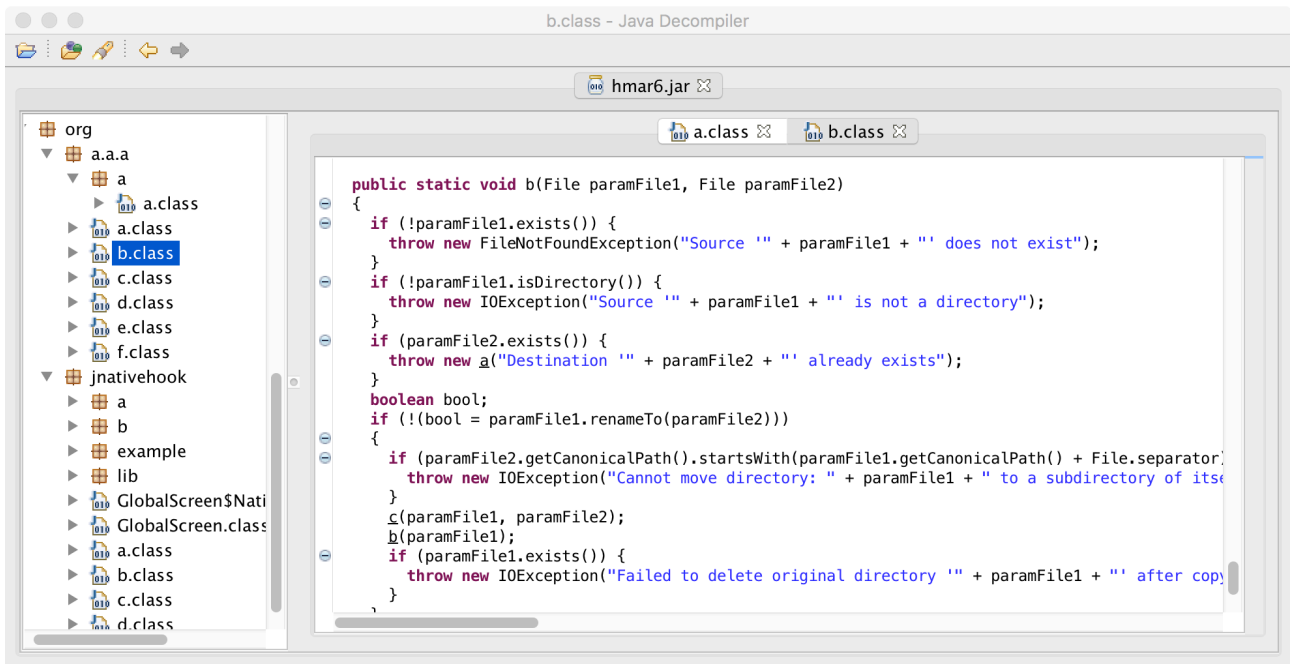 b.class - Java Decompiler
hmar6.jar
org
a.a.a
a
a.class
a.class
b.class
c.class
d.class
e.class
f.class
jnativehook
a
b
example
lib
GlobalScreen$Nati
GlobalScreen.class
a.class
b.class
c.class
d.class
a.class
b.class
public static void b(File paramFile1, File paramFile2)
{
if (!paramFile1.exists()) {
throw new FileNotFoundException("Source '" + paramFile1 + "' does not exist");
}
if (!paramFile1.isDirectory()) {
throw new IOException("Source '" + paramFile1 + "' is not a directory");
}
if (paramFile2.exists()) {
throw new a("Destination '" + paramFile2 + "' already exists");
}
boolean bool;
if (!(bool = paramFile1.renameTo(paramFile2)))
{
if (paramFile2.getCanonicalPath().startsWith(paramFile1.getCanonicalPath() + File.separator)
throw new IOException("Cannot move directory: " + paramFile1 + " to a subdirectory of itse
}
c(paramFile1, paramFile2);
b(paramFile1);
if (paramFile1.exists()) {
throw new IOException("Failed to delete original directory '" + paramFile1 + "' after copy
}
}